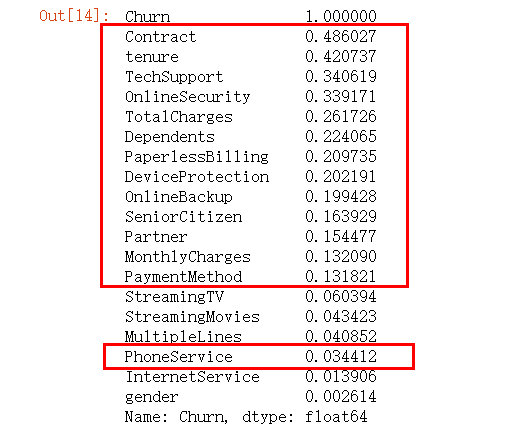 Out[14]: Churn 1.000000
Contract 0.486027
tenure 0.420737
TechSupport 0.340619
OnlineSecurity 0.339171
TotalCharges 0.261726
Dependents 0.224065
PaperlessBilling 0.209735
DeviceProtection 0.202191
OnlineBackup 0.199428
SeniorCitizen 0.163929
Partner 0.154477
MonthlyCharges 0.132090
PaymentMethod 0.131821
StreamingTV 0.060394
StreamingMovies 0.043423
MultipleLines 0.040852
PhoneService 0.034412
InternetService 0.013906
gender 0.002614
Name: Churn, dtype: float64